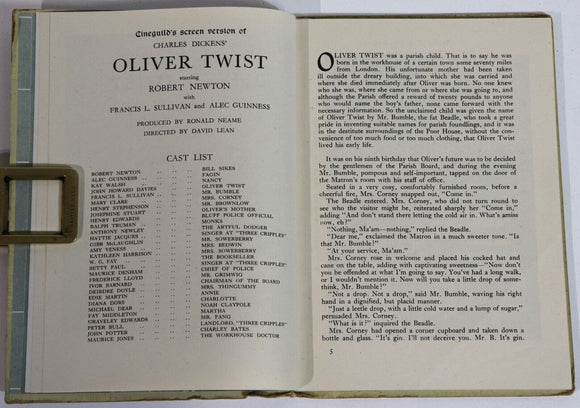 Cineguild's screen version of
CHARLES DICKENS'
OLIVER TWIST
starring
ROBERT NEWTON
with
FRANCIS L. SULLIVAN and ALEC GUINNESS
PRODUCED BY RONALD NEAME
DIRECTED BY DAVID LEAN
CAST LIST
ROBERT NEWTON .. .. .. BILL SIKES
ALEC GUINNESS .. .. .. FAGIN
KAY WALSH .. .. .. NANCY
JOHN HOWARD DAVIES .. .. .. OLIVER TWIST
FRANCIS L. SULLIVAN .. .. .. MR. BUMBLE
MARY CLARE .. .. .. MRS. CORNEY
HENRY STEPHENSON .. .. .. MR. BROWNLOW
JOSEPHINE STUART .. .. .. OLIVER'S MOTHER
HENRY EDWARDS .. .. .. BLUFF POLICE OFFICIAL
RALPH TRUMAN .. .. .. MONKS
ANTHONY NEWLEY .. .. .. THE ARTFUL DODGER
HATTIE JACQUES .. .. .. SINGER AT "THREE CRIPPLES"
GIBB McLAUGHLIN .. .. .. MR. SOWERBERRY
AMY VENESS .. .. .. MRS. BEDWIN
KATHLEEN HARRISON .. .. .. MRS. SOWERBERRY
W. G. FAY .. .. .. THE BOOKSELLER
BETTY PAUL .. .. .. SINGER AT "THREE CRIPPLES"
MAURICE DENHAM .. .. .. CHIEF OF POLICE
FREDERICK LLOYD .. .. .. MR. GRIMWIG
IVOR BARNARD .. .. .. CHAIRMAN OF THE BOARD
DEIRDRE DOYLE .. .. .. MRS. THINGUMMY
EDIE MARTIN .. .. .. ANNIE
DIANA DORS .. .. .. CHARLOTTE
MICHAEL DEAR .. .. .. NOAH CLAYPOLE
FAY MIDDLETON .. .. .. MARTHA
GRAVELEY EDWARDS .. .. .. MR. FANG
PETER BULL .. .. .. LANDLORD, "THREE CRIPPLES"
JOHN POTTER .. .. .. CHARLEY BATES
MAURICE JONES .. .. .. THE WORKHOUSE DOCTOR
OLIVER TWIST was a parish child. That is to say he was
born in the workhouse of a certain town some seventy miles
from London. His unfortunate mother had been taken
ill outside the dreary building, into which she was carried and
where she died immediately after Oliver was born. No one knew
who she was, where she came from or where she was going to, and
although the Parish offered a reward of twenty pounds to anyone
who would name the boy's father, none came forward with the
necessary information. So the unclaimed child was given the name
of Oliver Twist by Mr. Bumble, the fat Beadle, who took a great
pride in inventing suitable names for parish foundlings, and it was
in the destitute surroundings of the Poor House, without the con-
venience of too much food or too much clothing, that Oliver Twist
lived his early life.
It was on his ninth birthday that Oliver's future was to be decided
by the gentlemen of the Parish Board, and during the evening
Mr. Bumble, pompous and self-important, tapped on the door of
the Matron's room with his staff of office.
Seated in a very cosy, comfortably furnished room, before a
cheerful fire, Mrs. Corney snapped out, "Come in."
The Beadle entered. Mrs. Corney, who did not turn round to
see who the visitor might be, reiterated sharply her "Come in,"
adding "And don't stand there letting the cold air in. What's amiss
now, eh?"
"Nothing, Ma'am—nothing," replied the Beadle.
"Dear me," exclaimed the Matron in a much sweeter tone. "Is
that Mr. Bumble?"
"At your service, Ma'am."
Mrs. Corney rose in welcome and placed his cocked hat and
cane on the table, adding with captivating sweetness—"Now don't
you be offended at what I'm going to say. You've had a long walk,
or I wouldn't mention it. Now will you take a little drop of some-
think, Mr. Bumble?"
"Not a drop. Not a drop," said Mr. Bumble, waving his right
hand in a dignified, but placid manner.
"Just a leetle drop, with a little cold water and a lump of sugar,"
persuaded Mrs. Corney.
"What is it?" inquired the Beadle.
Mrs. Corney had opened a corner cupboard and taken down a
bottle and glass. "It's gin. I'll not deceive you, Mr. B. It's gin.
5